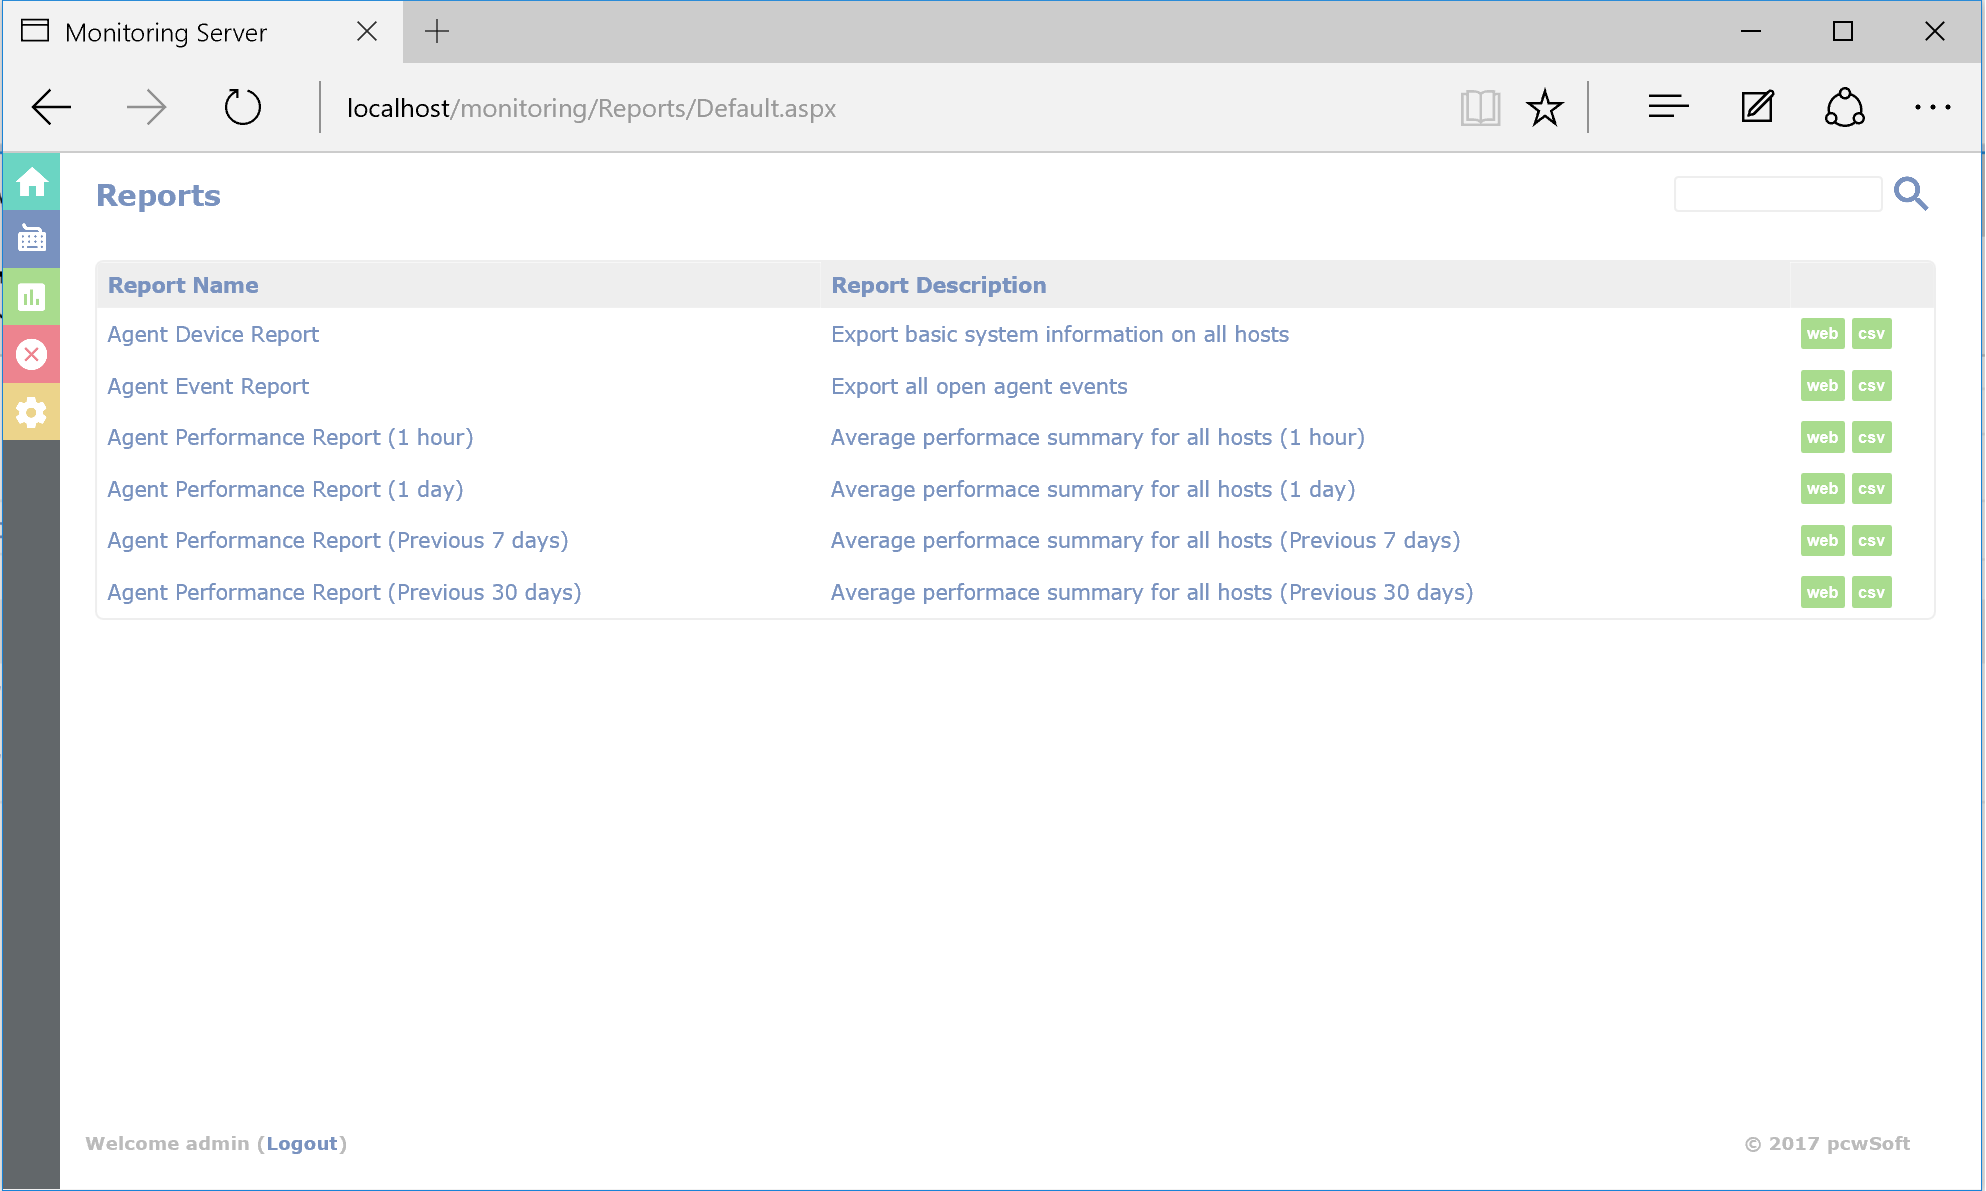 Monitoring Server
localhost/monitoring/Reports/Default.aspx
Reports
Report Name Report Description
Agent Device Report Export basic system information on all hosts web csv
Agent Event Report Export all open agent events web csv
Agent Performance Report (1 hour) Average performace summary for all hosts (1 hour) web csv
Agent Performance Report (1 day) Average performace summary for all hosts (1 day) web csv
Agent Performance Report (Previous 7 days) Average performace summary for all hosts (Previous 7 days) web csv
Agent Performance Report (Previous 30 days) Average performace summary for all hosts (Previous 30 days) web csv
Welcome admin (Logout) © 2017 pcwSoft